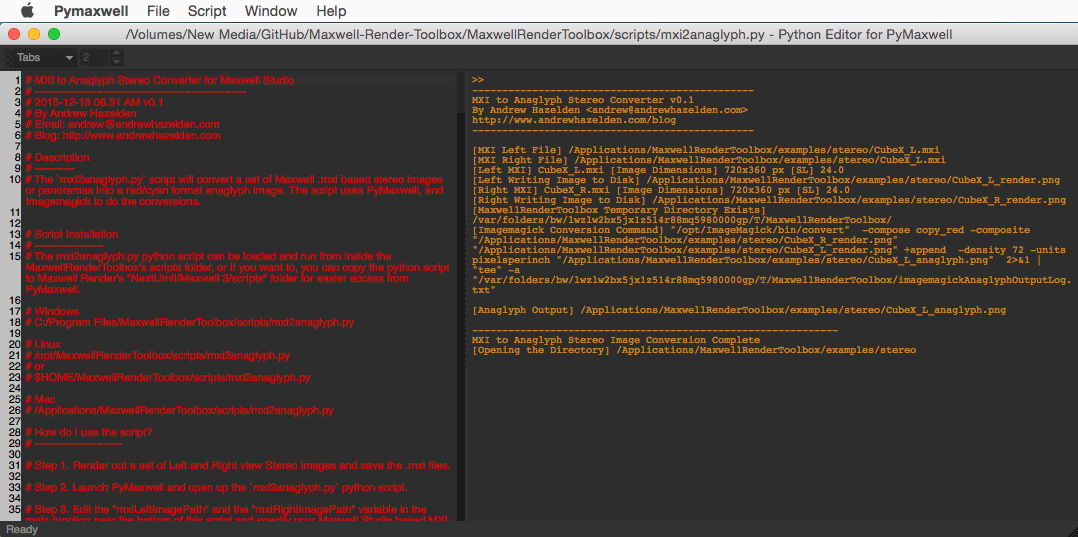 Pymaxwell File Script Window Help
/Volumes/New Media/GitHub/Maxwell-Render-Toolbox/MaxwellRenderToolbox/scripts/mxi2anaglyph.py - Python Editor for PyMaxwell
Tabs 2
1 # MXI to Anaglyph Stereo Converter for Maxwell Studio
2 # ------------------------------------------------
3 # 2015-12-13 08.31 AM v0.1
4 # By Andrew Hazelden
5 # Email: andrew@andrewhazelden.com
6 # Blog: http://www.andrewhazelden.com
7
8 # Description
9 # -----------
10 # The `mxi2anaglyph.py` script will convert a set of Maxwell .mxi based stereo images
or panoramas into a red/cyan format anaglyph image. The script uses PyMaxwell, and
Imagemagick to do the conversions.
11
12
13 # Script Installation
14 # -------------------
15 # The mxi2anaglyph.py python script can be loaded and run from inside the
MaxwellRenderToolbox's scripts folder, or if you want to, you can copy the python script
to Maxwell Render's "NextLimit/Maxwell 3/scripts" folder for easier access from
PyMaxwell.
16
17 # Windows
18 # C:/Program Files/MaxwellRenderToolbox/scripts/mxi2anaglyph.py
19
20 # Linux
21 # /opt/MaxwellRenderToolbox/scripts/mxi2anaglyph.py
22 # or
23 # $HOME/MaxwellRenderToolbox/scripts/mxi2anaglyph.py
24
25 # Mac
26 # /Applications/MaxwellRenderToolbox/scripts/mxi2anaglyph.py
27
28 # How do I use the script?
29 # ------------------------
30
31 # Step 1. Render out a set of Left and Right view Stereo images and save the .mxi files.
32
33 # Step 2. Launch PyMaxwell and open up the `mxi2anaglyph.py` python script.
34
35 # Step 3. Edit the "mxiLeftImagePath" and the "mxiRightImagePath" variable in the
main function near the bottom of this script and specify your Maxwell Studio based MXI
>>
-----------------------------------------------
MXI to Anaglyph Stereo Converter v0.1
By Andrew Hazelden <andrew@andrewhazelden.com>
http://www.andrewhazelden.com/blog
-----------------------------------------------
[MXI Left File] /Applications/MaxwellRenderToolbox/examples/stereo/CubeX_L.mxi
[MXI Right File] /Applications/MaxwellRenderToolbox/examples/stereo/CubeX_L.mxi
[Left MXI] CubeX_L.mxi [Image Dimensions] 720x360 px [SL] 24.0
[Left Writing Image to Disk] /Applications/MaxwellRenderToolbox/examples/stereo/CubeX_L_render.png
[Right MXI] CubeX_R.mxi [Image Dimensions] 720x360 px [SL] 24.0
[Right Writing Image to Disk] /Applications/MaxwellRenderToolbox/examples/stereo/CubeX_R_render.png
[MaxwellRenderToolbox Temporary Directory Exists]
/var/folders/bw/lwzlw2bx5jx1z514r88mq5980000gp/T/MaxwellRenderToolbox/
[Imagemagick Conversion Command] "/opt/ImageMagick/bin/convert" -compose copy_red -composite
"/Applications/MaxwellRenderToolbox/examples/stereo/CubeX_R_render.png"
"/Applications/MaxwellRenderToolbox/examples/stereo/CubeX_L_render.png" +append -density 72 -units
pixelsperinch "/Applications/MaxwellRenderToolbox/examples/stereo/CubeX_L_anaglyph.png" 2>&1 |
"tee" -a
"/var/folders/bw/lwzlw2bx5jx1z514r88mq5980000gp/T/MaxwellRenderToolbox/imagemagickAnaglyphOutputLog.
txt"
[Anaglyph Output] /Applications/MaxwellRenderToolbox/examples/stereo/CubeX_L_anaglyph.png
-------------------------------------------------------------
MXI to Anaglyph Stereo Image Conversion Complete
[Opening the Directory] /Applications/MaxwellRenderToolbox/examples/stereo
Ready